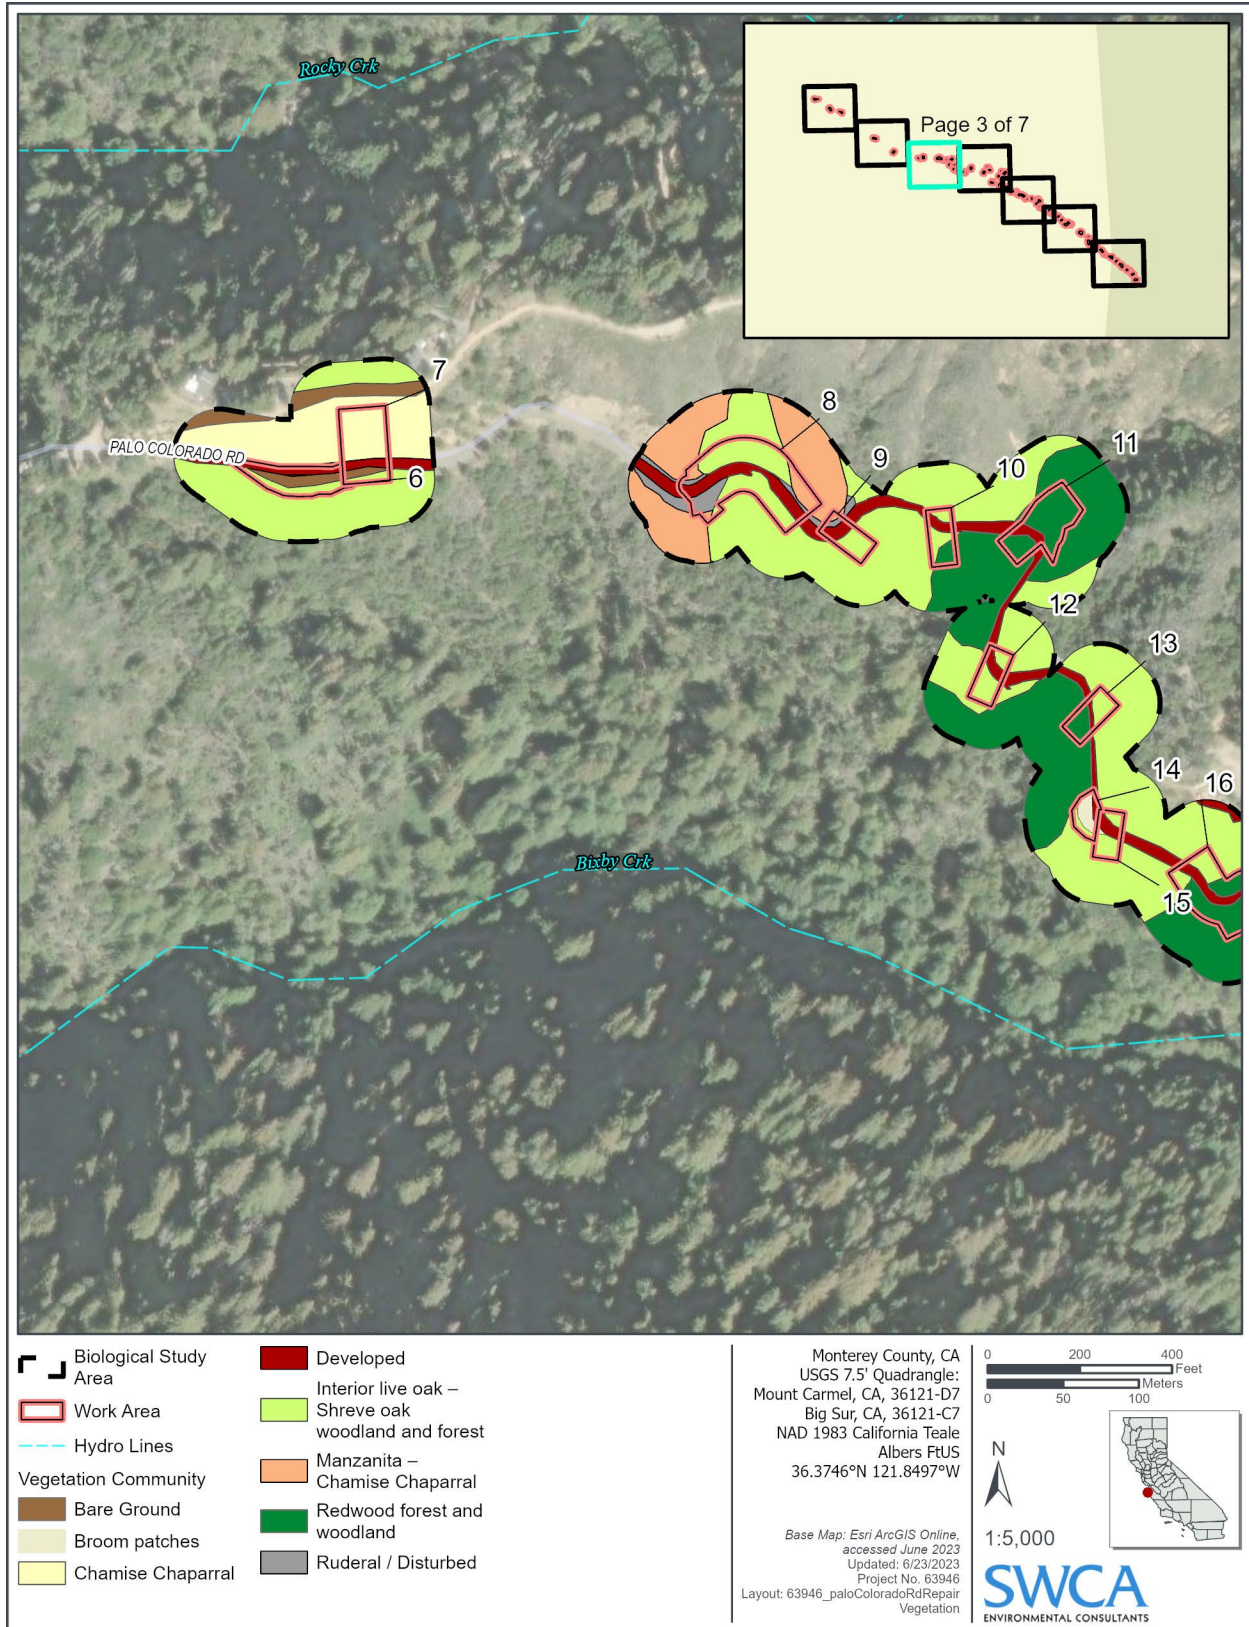 Rocky Crk
Page 3 of 7
7
PALO COLORADO RD
6
8
9
10
11
12
13
14
16
15
Bixby Crk
Biological Study
Area
Work Area
Hydro Lines
Vegetation Community
Bare Ground
Broom patches
Chamise Chaparral
Developed
Interior live oak –
Shreve oak
woodland and forest
Manzanita –
Chamise Chaparral
Redwood forest and
woodland
Ruderal / Disturbed
Monterey County, CA
USGS 7.5' Quadrangle:
Mount Carmel, CA, 36121-D7
Big Sur, CA, 36121-C7
NAD 1983 California Teale
Albers FtUS
36.3746°N 121.8497°W
Base Map: Esri ArcGIS Online,
accessed June 2023
Updated: 6/23/2023
Project No. 63946
Layout: 63946_paloColoradoRdRepair
Vegetation
0 200 400
Feet
Meters
0 50 100
N
1:5,000
SWCA
ENVIRONMENTAL CONSULTANTS